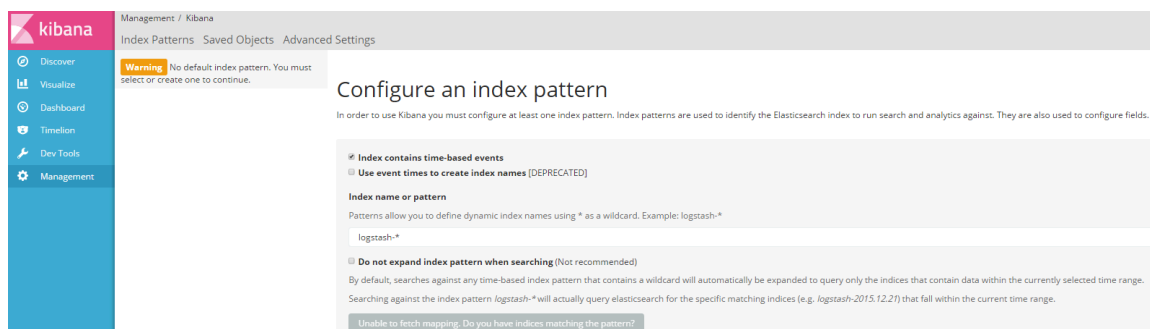 kibana
Management / Kibana
Index Patterns Saved Objects Advanced Settings
Discover
Visualize
Dashboard
Timelion
Dev Tools
Management
Warning No default index pattern. You must
select or create one to continue.
Configure an index pattern
In order to use Kibana you must configure at least one index pattern. Index patterns are used to identify the Elasticsearch index to run search and analytics against. They are also used to configure fields.
Index contains time-based events
Use event times to create index names [DEPRECATED]
Index name or pattern
Patterns allow you to define dynamic index names using * as a wildcard. Example: logstash-*
logstash-*
Do not expand index pattern when searching (Not recommended)
By default, searches against any time-based index pattern that contains a wildcard will automatically be expanded to query only the indices that contain data within the currently selected time range.
Searching against the index pattern logstash-* will actually query elasticsearch for the specific matching indices (e.g. logstash-2015.12.21) that fall within the current time range.
Unable to fetch mapping. Do you have indices matching the pattern?